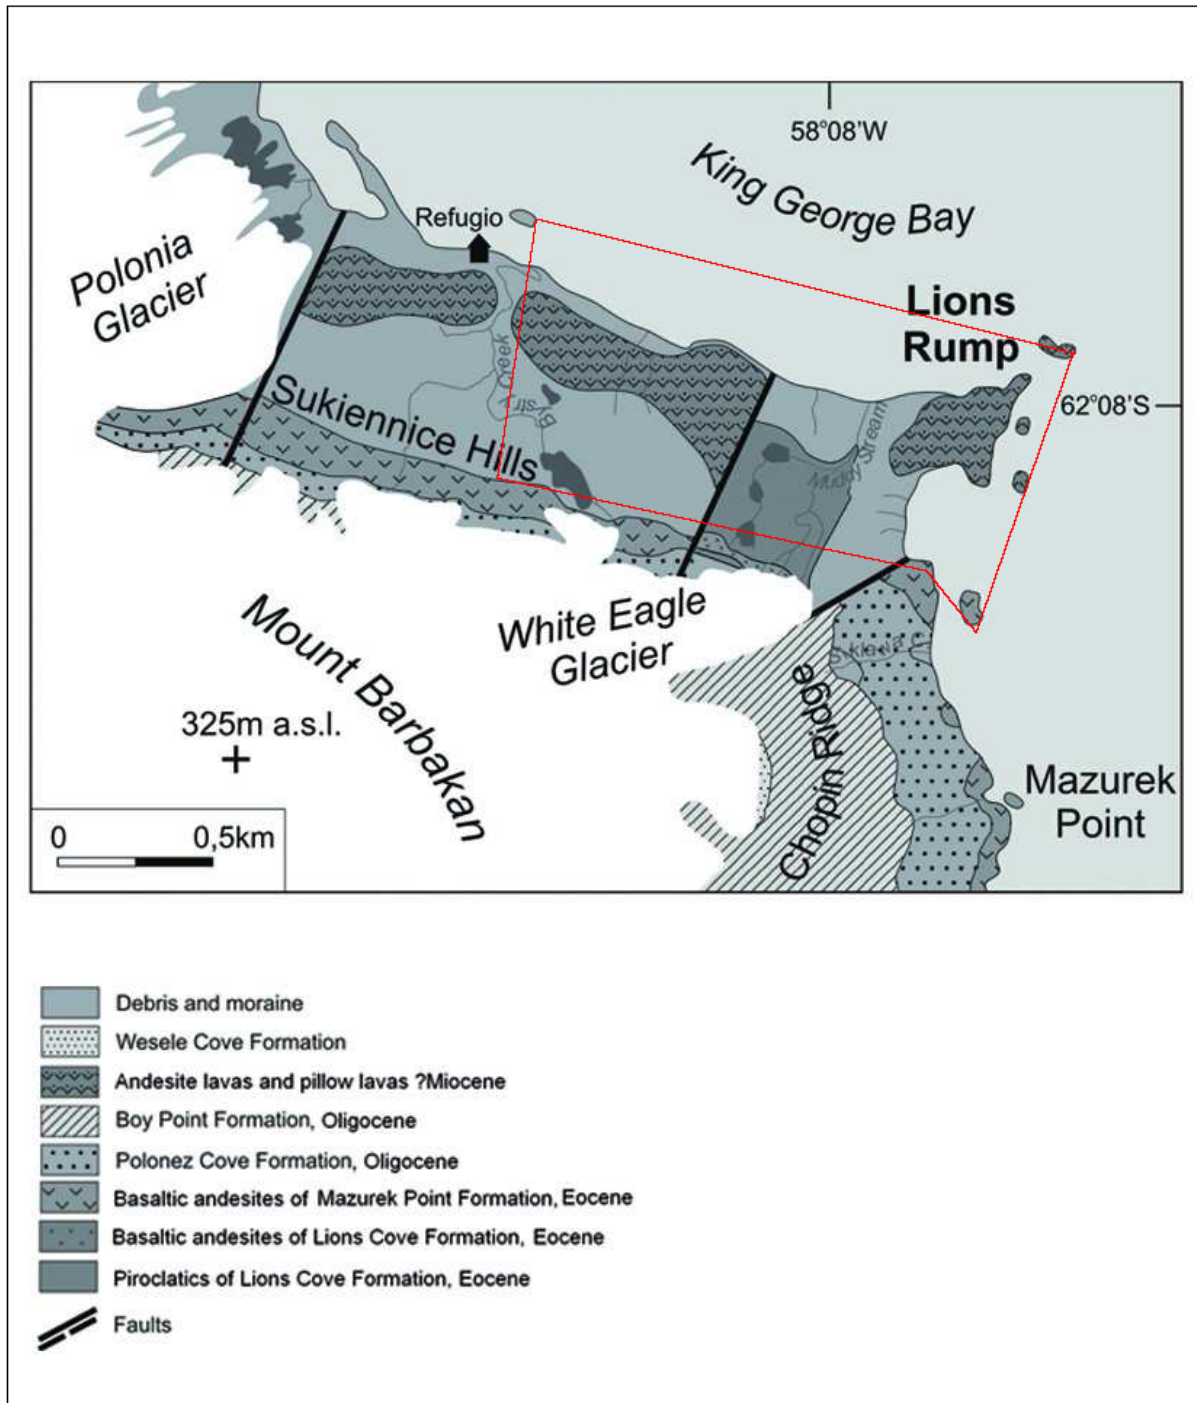 58°08'W
King George Bay
Refugio
Polonia
Glacier
Lions
Rump
62°08'S
Creek
Bystry
Sukiennice Hills
Muddy Stream
White Eagle
Glacier
Mount Barbakan
325m a.s.l.
Chopin Ridge
Mazurek
Point
0 0,5km
Debris and moraine
Wesele Cove Formation
Andesite lavas and pillow lavas ?Miocene
Boy Point Formation, Oligocene
Polonez Cove Formation, Oligocene
Basaltic andesites of Mazurek Point Formation, Eocene
Basaltic andesites of Lions Cove Formation, Eocene
Piroclatics of Lions Cove Formation, Eocene
Faults